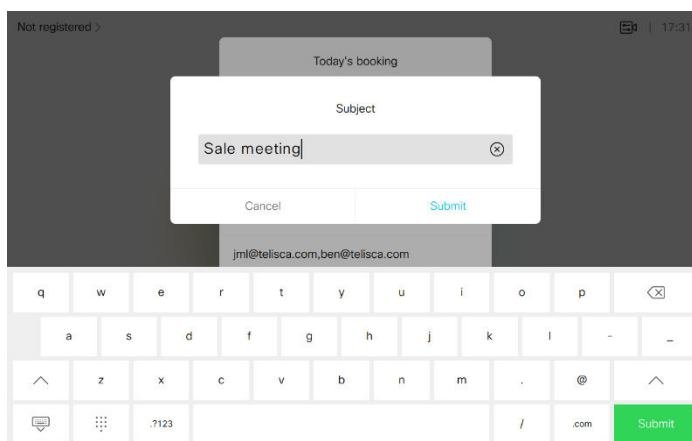 Not registered >
17:31
Today's booking
Subject
Sale meeting
Cancel
Submit
jml@telisca.com,ben@telisca.com
q w e r t y u i o p
a s d f g h j k l - _
z x c v b n m . @
.?123 / .com Submit